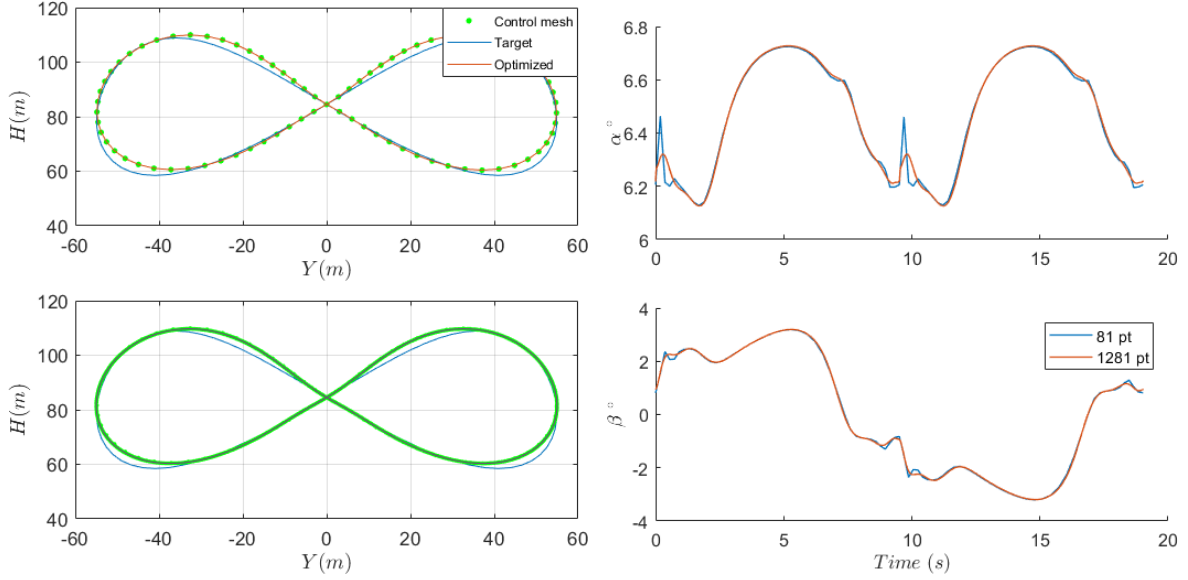 120
100
80
60
40
H(m)
-60 -40 -20 0 20 40 60
Y(m)
Control mesh
Target
Optimized
6.8
6.6
6.4
6.2
6
α°
0 5 10 15 20
120
100
80
60
40
H(m)
-60 -40 -20 0 20 40 60
Y(m)
4
2
0
-2
-4
β°
0 5 10 15 20
Time (s)
81 pt
1281 pt